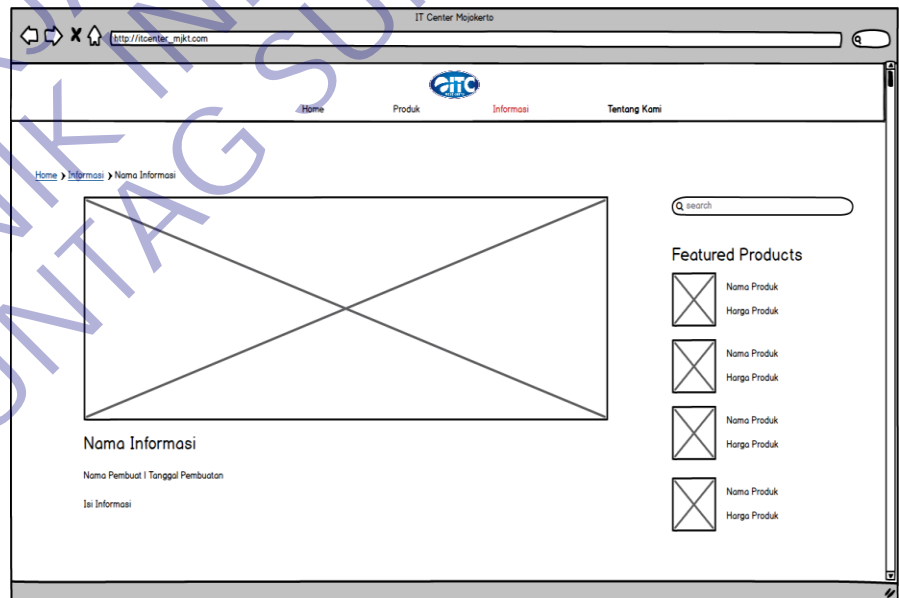 IT Center Mojokerto
http://itcenter_mjkt.com
aiTC
Home Produk Informasi Tentang Kami
Home > Informasi > Nama Informasi
search
Featured Products
Nama Produk
Harga Produk
Nama Produk
Harga Produk
Nama Produk
Harga Produk
Nama Produk
Harga Produk
Nama Informasi
Nama Pembuat | Tanggal Pembuatan
Isi Informasi